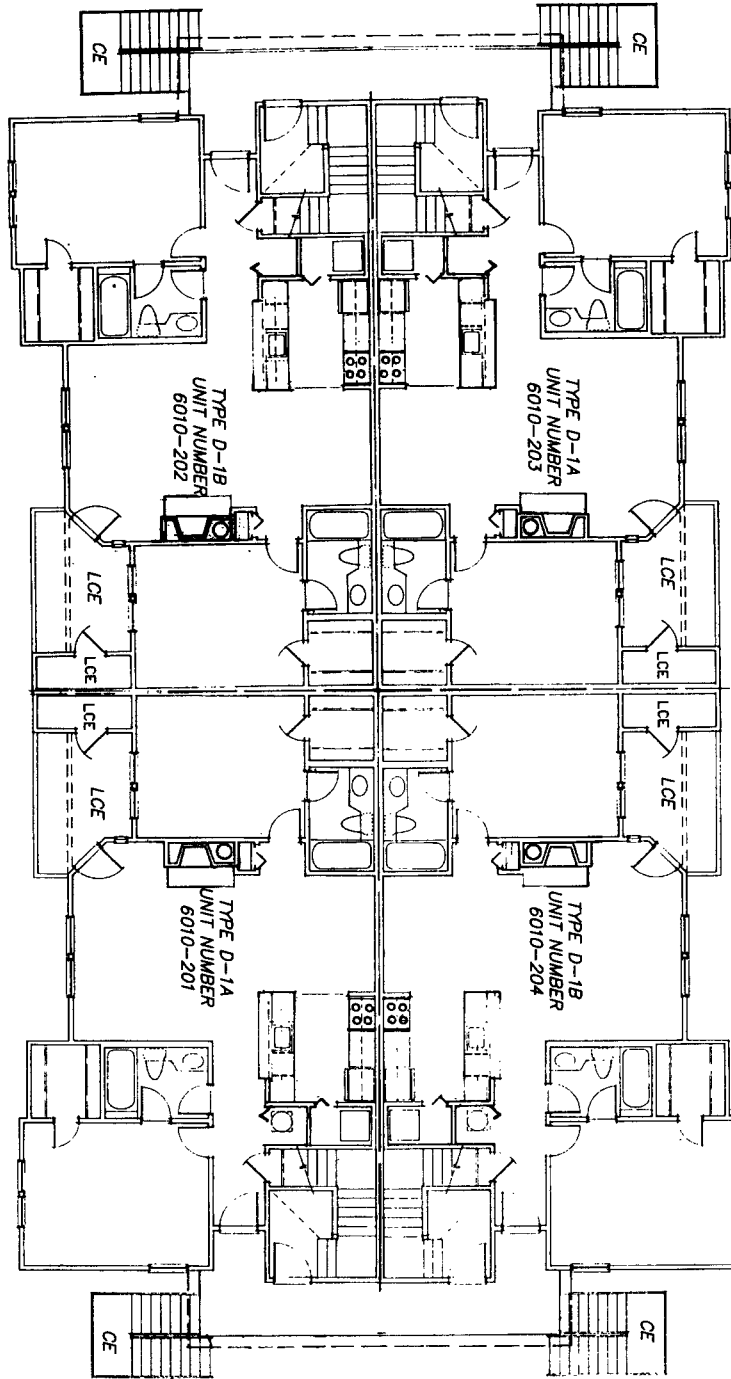 CE
CE
TYPE D-1B
UNIT NUMBER
6010-202
TYPE D-1A
UNIT NUMBER
6010-203
LCE
LCE
LCE
LCE
LCE
LCE
LCE
LCE
TYPE D-1A
UNIT NUMBER
6010-201
TYPE D-1B
UNIT NUMBER
6010-204
CE
CE